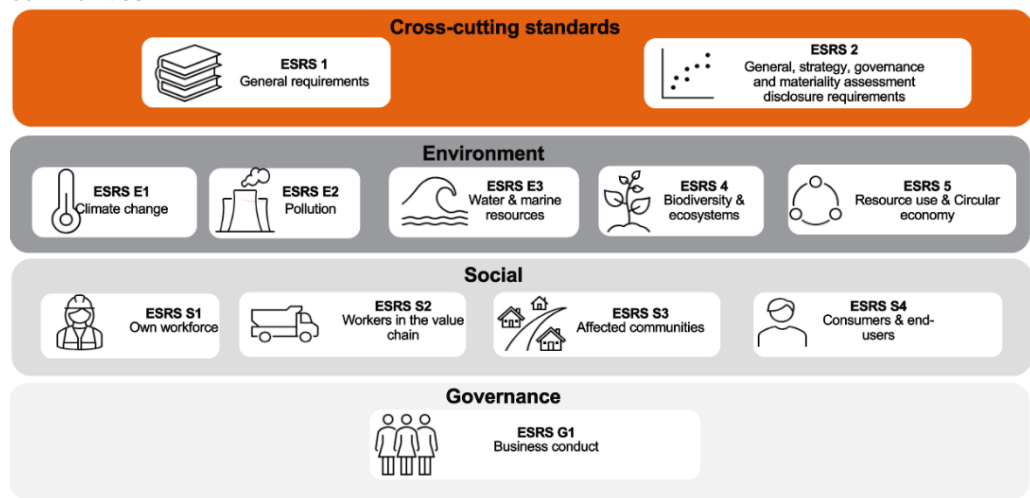 Cross-cutting standards
ESRS 1
General requirements
ESRS 2
General, strategy, governance
and materiality assessment
disclosure requirements
Environment
ESRS E1
Climate change
ESRS E2
Pollution
ESRS E3
Water & marine
resources
ESRS 4
Biodiversity &
ecosystems
ESRS 5
Resource use & Circular
economy
Social
ESRS S1
Own workforce
ESRS S2
Workers in the value
chain
ESRS S3
Affected communities
ESRS S4
Consumers & end-
users
Governance
ESRS G1
Business conduct